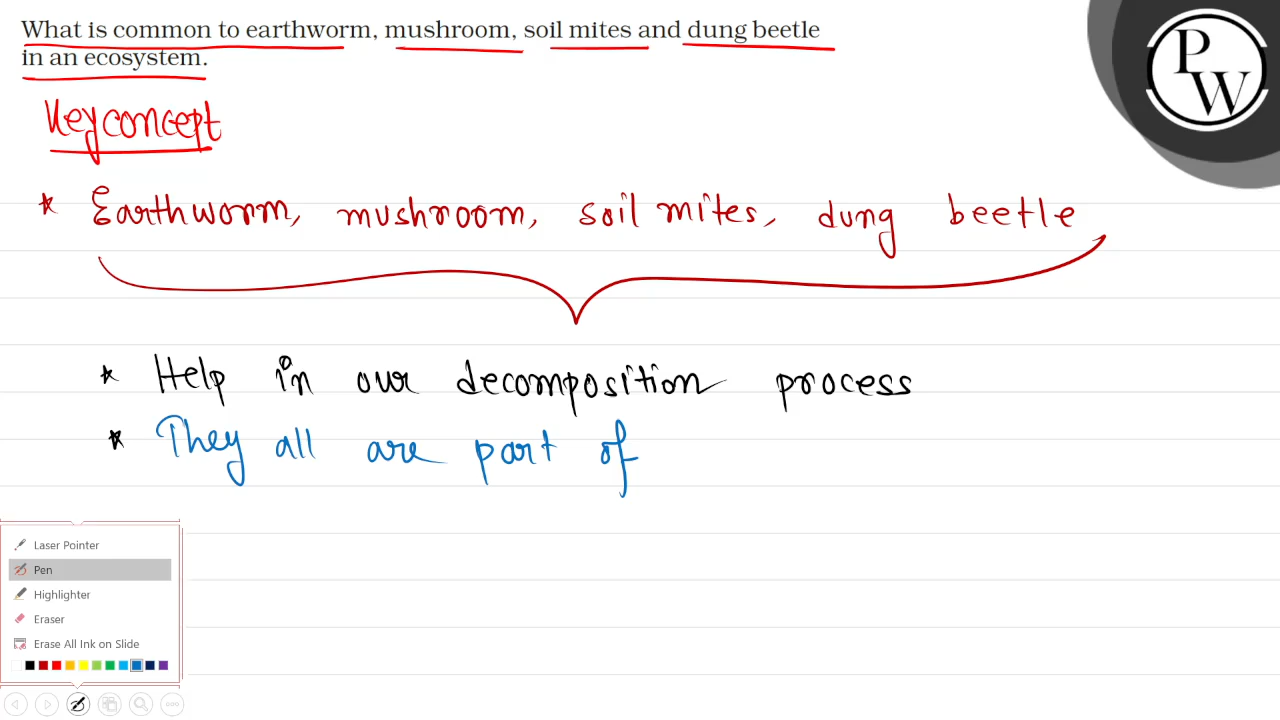 What is common to earthworm, mushroom, soil mites and dung beetle
in an ecosystem.
PW
Key concept
* Earthworm, mushroom, soil mites, dung beetle
* Help in our decomposition process
* They all are part of
Laser Pointer
Pen
Highlighter
Eraser
Erase All Ink on Slide